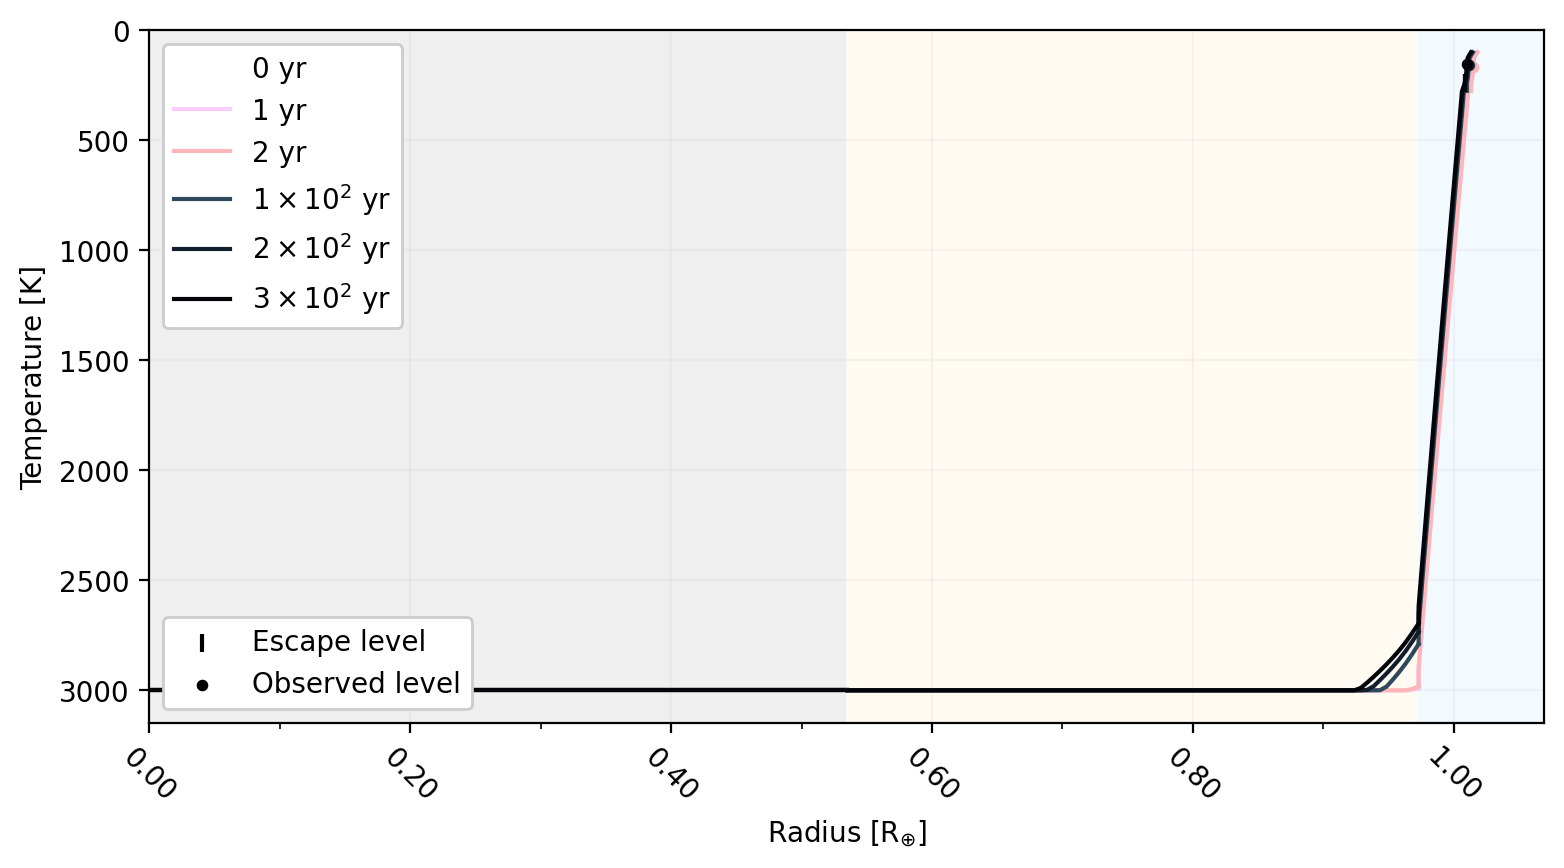 0
500
1000
1500
2000
2500
3000
Temperature [K]
0 yr
1 yr
2 yr
1 × 10² yr
2 × 10² yr
3 × 10² yr
Escape level
Observed level
0.00
0.20
0.40
0.60
0.80
1.00
Radius [R⊕]